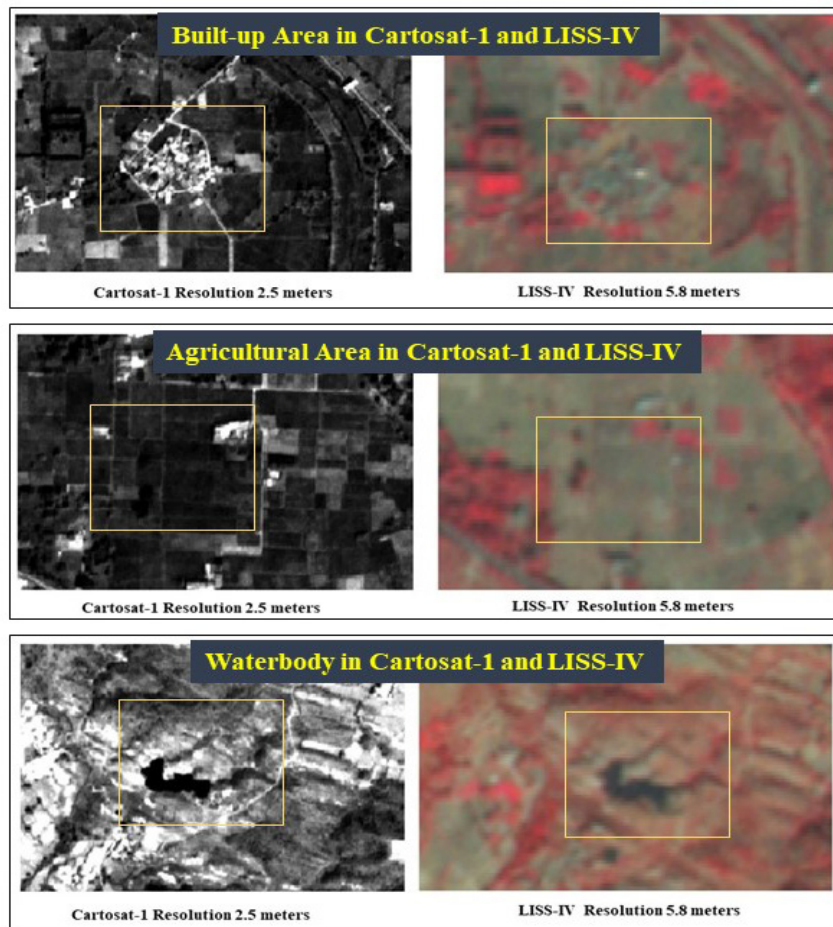 Built-up Area in Cartosat-1 and LISS-IV
Cartosat-1 Resolution 2.5 meters
LISS-IV Resolution 5.8 meters
Agricultural Area in Cartosat-1 and LISS-IV
Cartosat-1 Resolution 2.5 meters
LISS-IV Resolution 5.8 meters
Waterbody in Cartosat-1 and LISS-IV
Cartosat-1 Resolution 2.5 meters
LISS-IV Resolution 5.8 meters